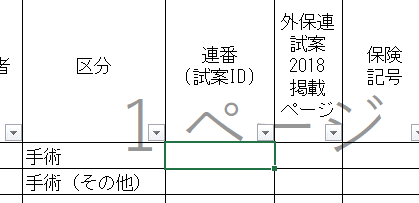 者
区分
連番
（試案ID）
外保連
試案
2018
掲載
ページ
保険
記号
1 ページ
手術
手術（その他）